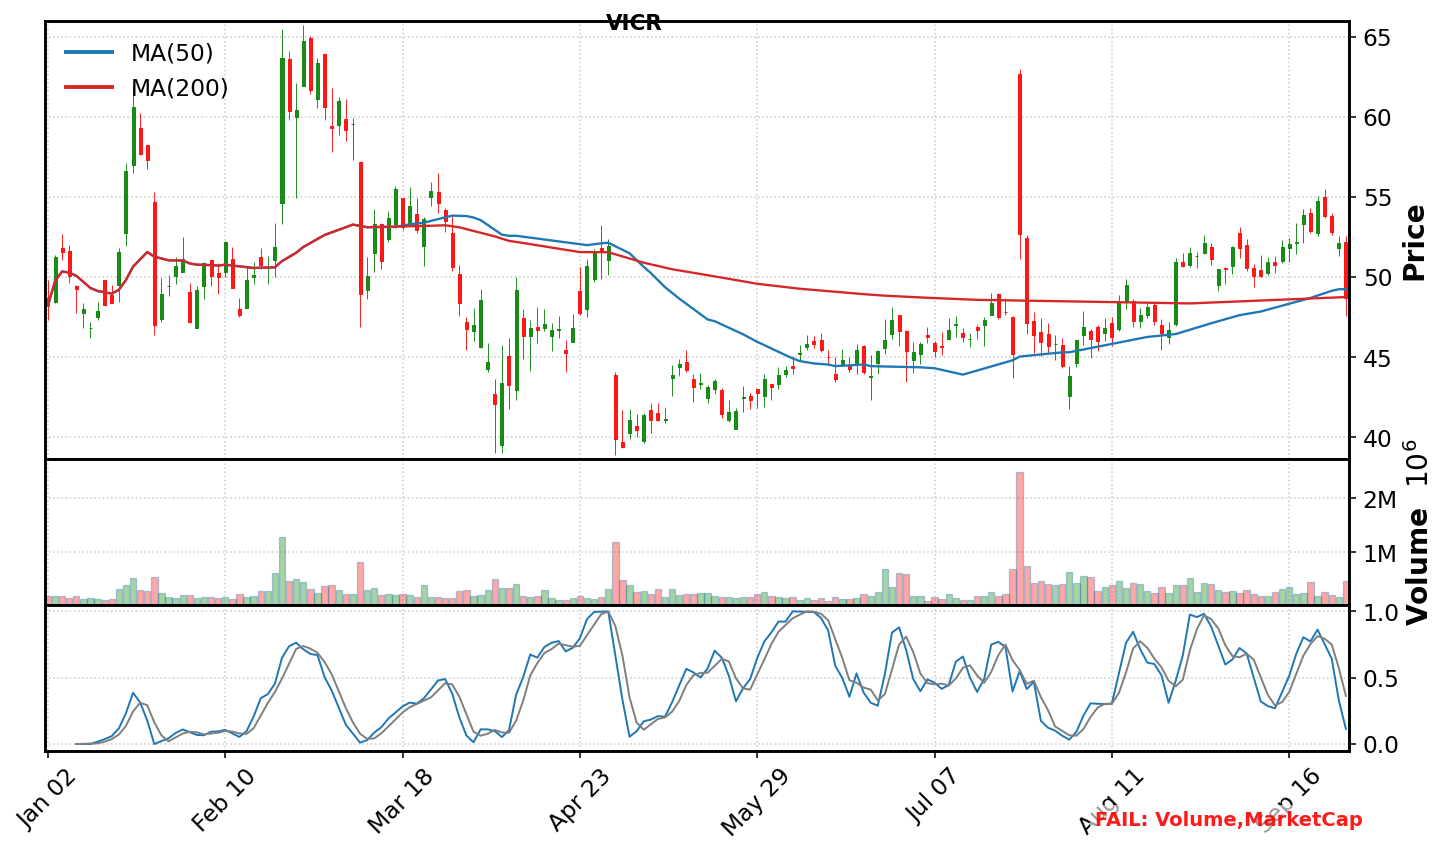 VICR
MA(50)
MA(200)
65
60
55
50
45
40
Price
2M
1M
Volume 10⁶
1.0
0.5
0.0
Jan 02
Feb 10
Mar 18
Apr 23
May 29
Jul 07
Aug 11
Sep 16
FAIL: Volume,MarketCap